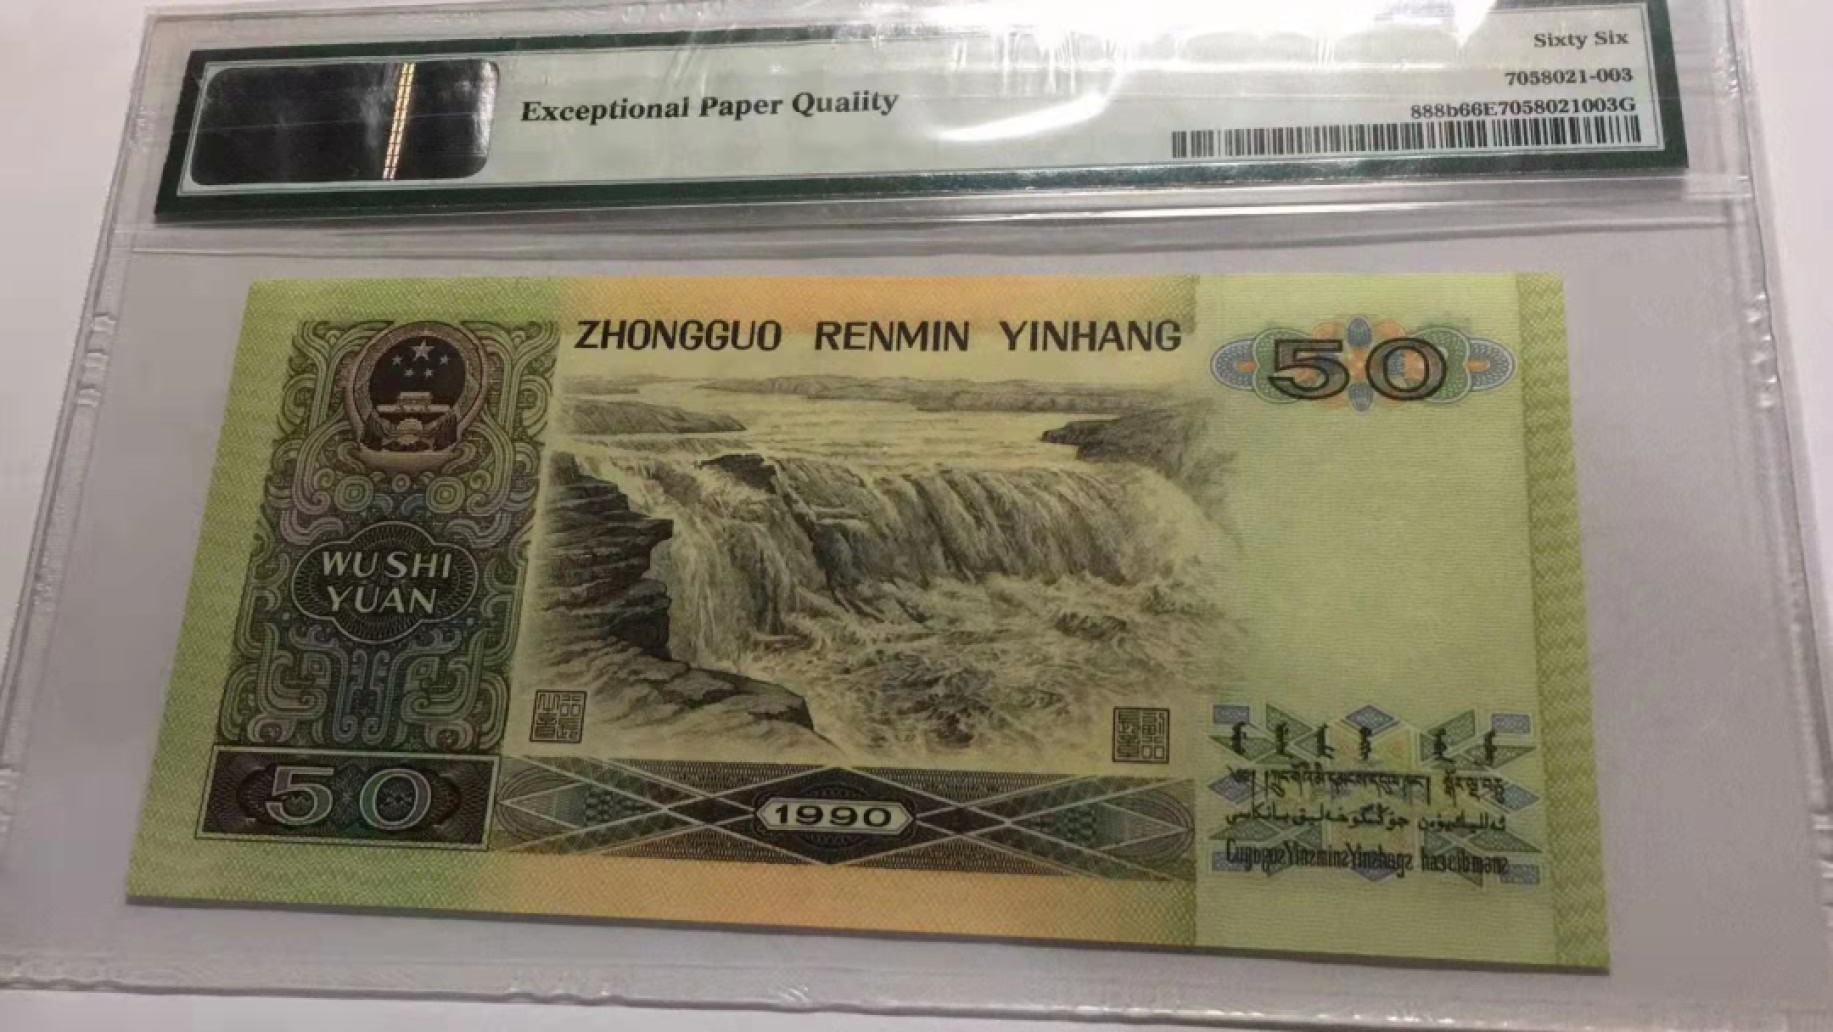 Sixty Six
7058021-003
Exceptional Paper Quality
888b66E7058021003G
ZHONGGUO RENMIN YINHANG
50
WU SHI
YUAN
50
1990